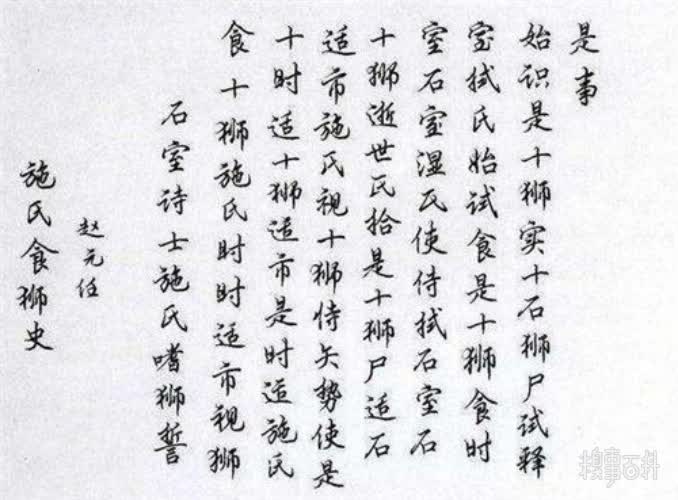 施氏食狮史
赵元任
石室诗士施氏嗜狮誓
食十狮施氏时时适市视狮
十时适十狮适市是时适施氏
适市施氏视十狮恃矢势使是
十狮逝世氏拾是十狮尸适石
室石室湿氏使侍拭石室石
室拭氏始试食是十狮食时
始识是十狮实十石狮尸试释
是事